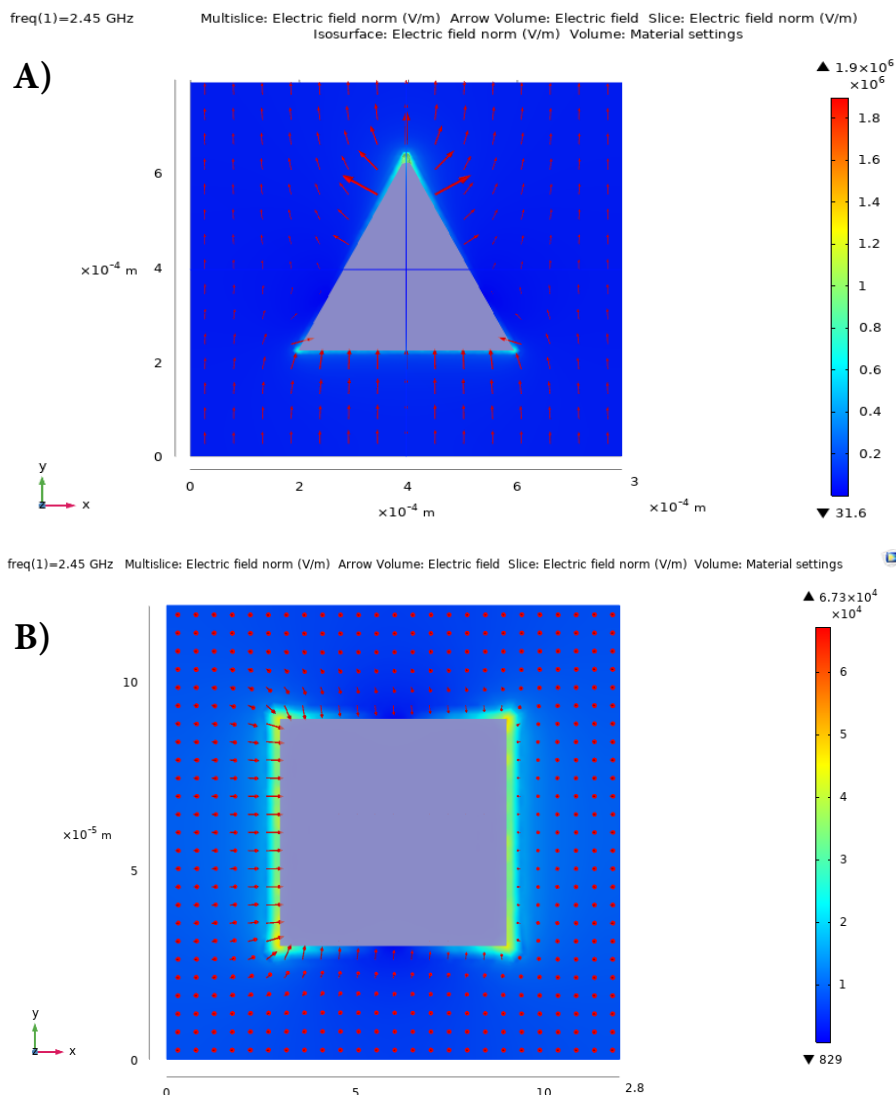 freq(1)=2.45 GHz Multislice: Electric field norm (V/m) Arrow Volume: Electric field Slice: Electric field norm (V/m)
Isosurface: Electric field norm (V/m) Volume: Material settings
A)
▲ 1.9×10⁶
×10⁶
1.8
1.6
1.4
1.2
1
0.8
0.6
0.4
0.2
▼ 31.6
6
4
×10⁻⁴ m
2
0
y
z x
0 2 4 6 3
×10⁻⁴ m ×10⁻⁴ m
freq(1)=2.45 GHz Multislice: Electric field norm (V/m) Arrow Volume: Electric field Slice: Electric field norm (V/m) Volume: Material settings
B)
▲ 6.73×10⁴
×10⁴
6
5
4
3
2
1
▼ 829
10
×10⁻⁵ m
5
0
y
z x
0 5 10 2.8